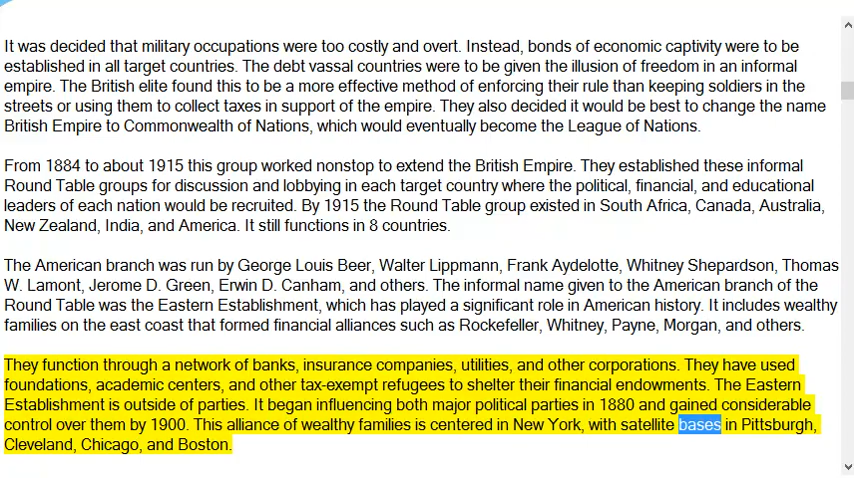 It was decided that military occupations were too costly and overt. Instead, bonds of economic captivity were to be
established in all target countries. The debt vassal countries were to be given the illusion of freedom in an informal
empire. The British elite found this to be a more effective method of enforcing their rule than keeping soldiers in the
streets or using them to collect taxes in support of the empire. They also decided it would be best to change the name
British Empire to Commonwealth of Nations, which would eventually become the League of Nations.
From 1884 to about 1915 this group worked nonstop to extend the British Empire. They established these informal
Round Table groups for discussion and lobbying in each target country where the political, financial, and educational
leaders of each nation would be recruited. By 1915 the Round Table group existed in South Africa, Canada, Australia,
New Zealand, India, and America. It still functions in 8 countries.
The American branch was run by George Louis Beer, Walter Lippmann, Frank Aydelotte, Whitney Shepardson, Thomas
W. Lamont, Jerome D. Green, Erwin D. Canham, and others. The informal name given to the American branch of the
Round Table was the Eastern Establishment, which has played a significant role in American history. It includes wealthy
families on the east coast that formed financial alliances such as Rockefeller, Whitney, Payne, Morgan, and others.
They function through a network of banks, insurance companies, utilities, and other corporations. They have used
foundations, academic centers, and other tax-exempt refugees to shelter their financial endowments. The Eastern
Establishment is outside of parties. It began influencing both major political parties in 1880 and gained considerable
control over them by 1900. This alliance of wealthy families is centered in New York, with satellite bases in Pittsburgh,
Cleveland, Chicago, and Boston.